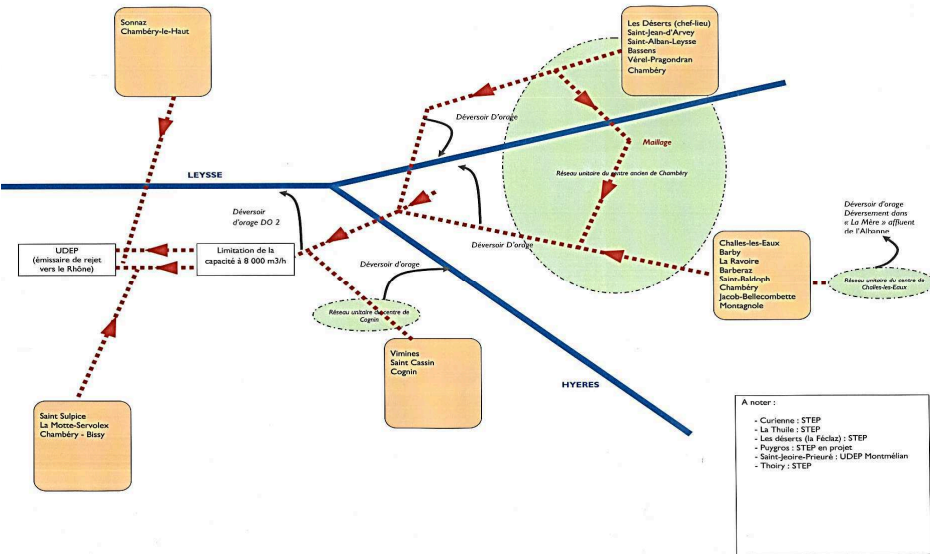 Sonnaz
Chambéry-le-Haut
Les Déserts (chef-lieu)
Saint-Jean-d'Arvey
Saint-Alban-Leysse
Bassens
Vérel-Pragondran
Chambéry
Déversoir D'orage
Maillage
LEYSSE
Réseau unitaire du centre ancien de Chambéry
Déversoir
d'orage DO 2
Déversoir d'orage
Déversement dans
« La Mère » affluent
de l'Albanne
UDEP
(émissaire de rejet
vers le Rhône)
Limitation de la
capacité à 8 000 m3/h
Déversoir D'orage
Déversoir d'orage
Challes-les-Eaux
Barby
La Ravoire
Barberaz
Saint-Baldoph
Chambéry
Jacob-Bellecombette
Montagnole
Réseau unitaire du centre de
Challes-les-Eaux
Réseau unitaire du centre de
Cognin
Vimines
Saint Cassin
Cognin
HYERES
Saint Sulpice
La Motte-Servolex
Chambéry - Bissy
A noter :
- Curienne : STEP
- La Thuile : STEP
- Les déserts (la Féclaz) : STEP
- Puygros : STEP en projet
- Saint-Jeoire-Prieuré : UDEP Montmélian
- Thoiry : STEP